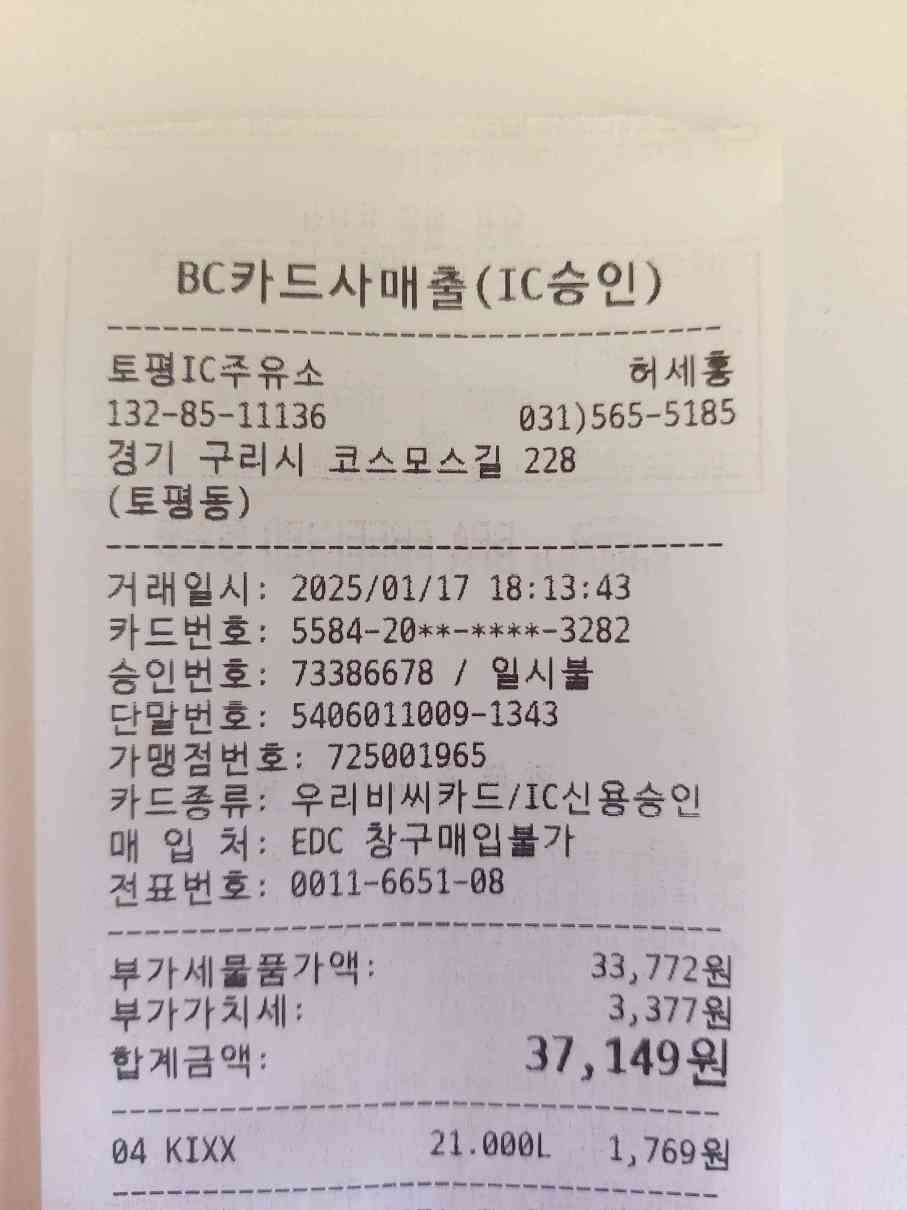 BC카드사매출(IC승인)
토평IC주유소 허세홍
132-85-11136 031)565-5185
경기 구리시 코스모스길 228
(토평동)
거래일시: 2025/01/17 18:13:43
카드번호: 5584-20**-****-3282
승인번호: 73386678 / 일시불
단말번호: 5406011009-1343
가맹점번호: 725001965
카드종류: 우리비씨카드/IC신용승인
매 입 처: EDC 창구매입불가
전표번호: 0011-6651-08
부가세물품가액: 33,772원
부가가치세: 3,377원
합계금액: 37,149원
04 KIXX 21.000L 1,769원